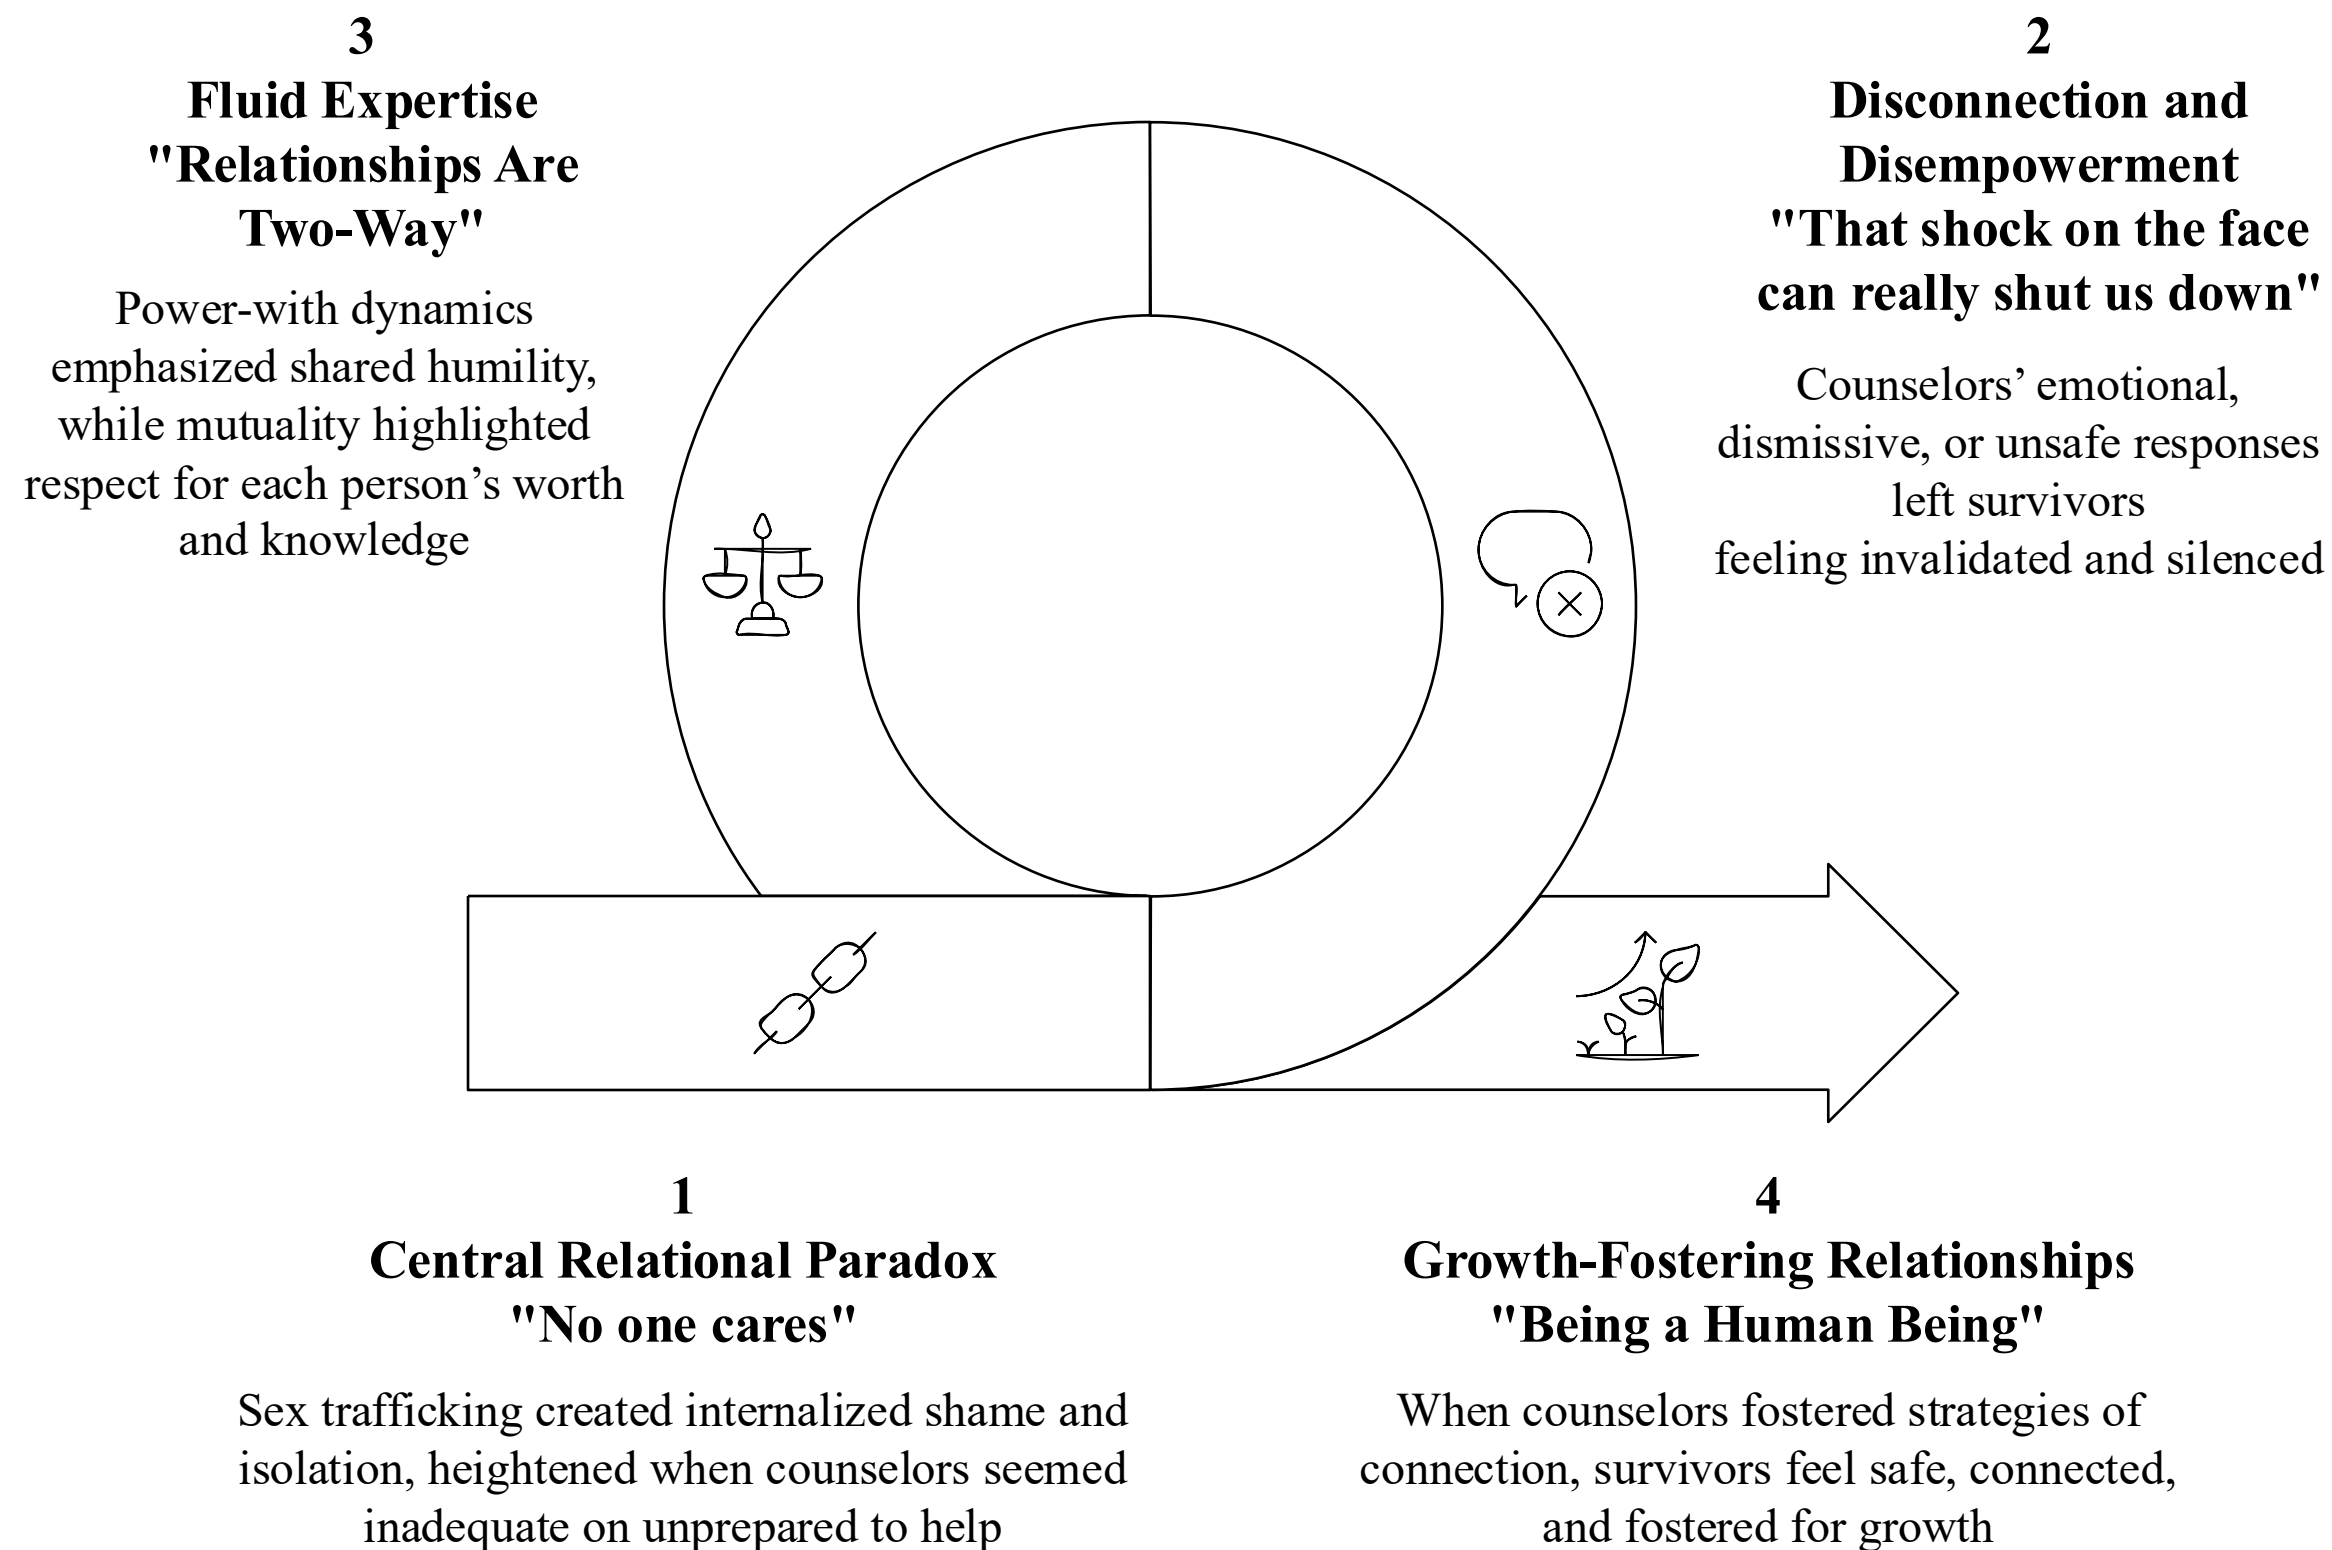 3
Fluid Expertise
"Relationships Are
Two-Way"
Power-with dynamics
emphasized shared humility,
while mutuality highlighted
respect for each person’s worth
and knowledge
2
Disconnection and
Disempowerment
"That shock on the face
can really shut us down"
Counselors’ emotional,
dismissive, or unsafe responses
left survivors
feeling invalidated and silenced
1
Central Relational Paradox
"No one cares"
Sex trafficking created internalized shame and
isolation, heightened when counselors seemed
inadequate on unprepared to help
4
Growth-Fostering Relationships
"Being a Human Being"
When counselors fostered strategies of
connection, survivors feel safe, connected,
and fostered for growth